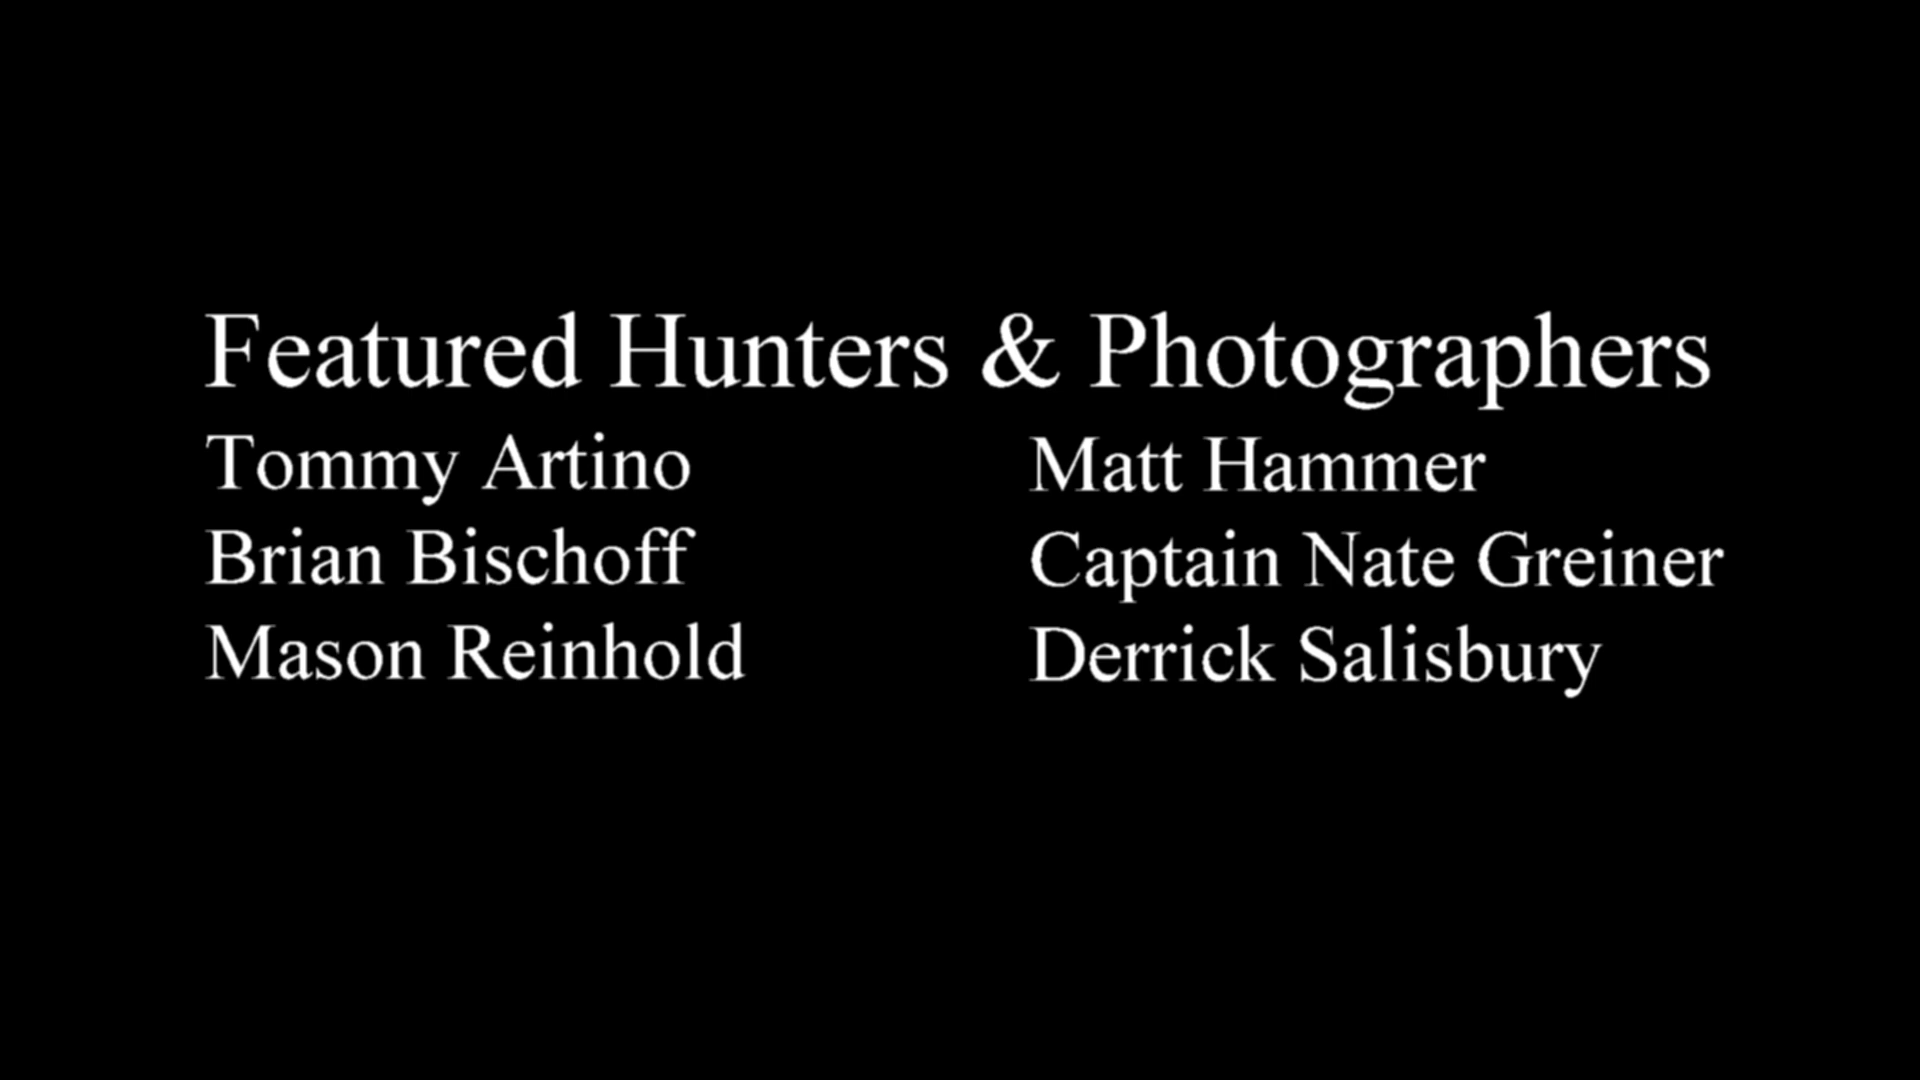 Featured Hunters & Photographers
Tommy Artino
Brian Bischoff
Mason Reinhold
Matt Hammer
Captain Nate Greiner
Derrick Salisbury